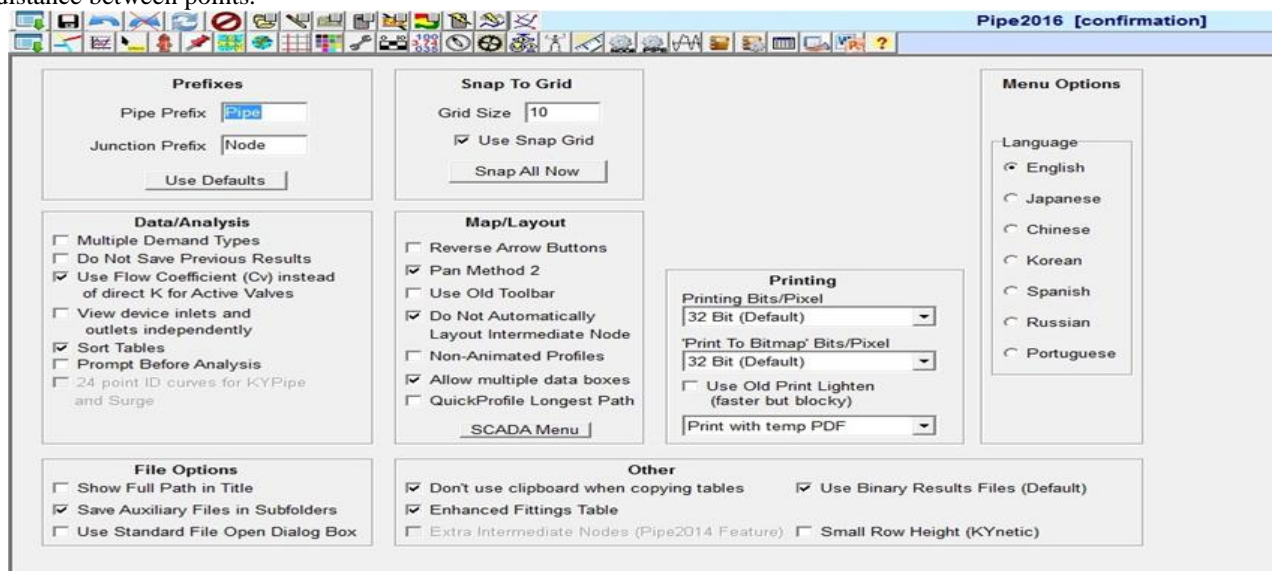 distance between points.
Pipe2016 [confirmation]
Prefixes
Pipe Prefix Pipe
Junction Prefix Node
Use Defaults
Snap To Grid
Grid Size 10
Use Snap Grid
Snap All Now
Menu Options
Language
English
Japanese
Chinese
Korean
Spanish
Russian
Portuguese
Data/Analysis
Multiple Demand Types
Do Not Save Previous Results
Use Flow Coefficient (Cv) instead
of direct K for Active Valves
View device inlets and
outlets independently
Sort Tables
Prompt Before Analysis
24 point ID curves for KYPipe
and Surge
Map/Layout
Reverse Arrow Buttons
Pan Method 2
Use Old Toolbar
Do Not Automatically
Layout Intermediate Node
Non-Animated Profiles
Allow multiple data boxes
QuickProfile Longest Path
SCADA Menu
Printing
Printing Bits/Pixel
32 Bit (Default)
'Print To Bitmap' Bits/Pixel
32 Bit (Default)
Use Old Print Lighten
(faster but blocky)
Print with temp PDF
File Options
Show Full Path in Title
Save Auxiliary Files in Subfolders
Use Standard File Open Dialog Box
Other
Don't use clipboard when copying tables
Use Binary Results Files (Default)
Enhanced Fittings Table
Extra Intermediate Nodes (Pipe2014 Feature)
Small Row Height (KYnetic)